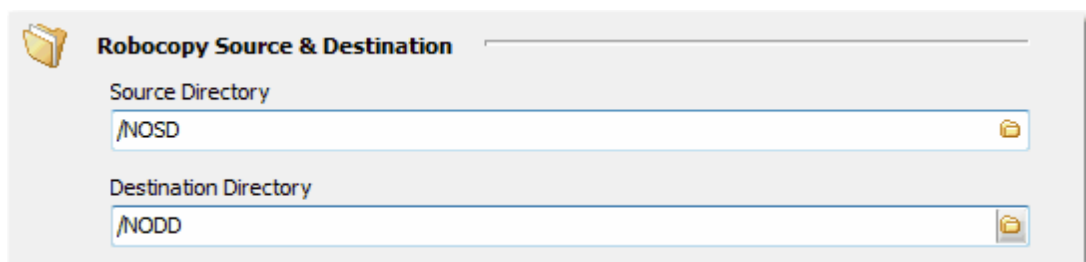 Robocopy Source & Destination
Source Directory
/NOSD
Destination Directory
/NODD